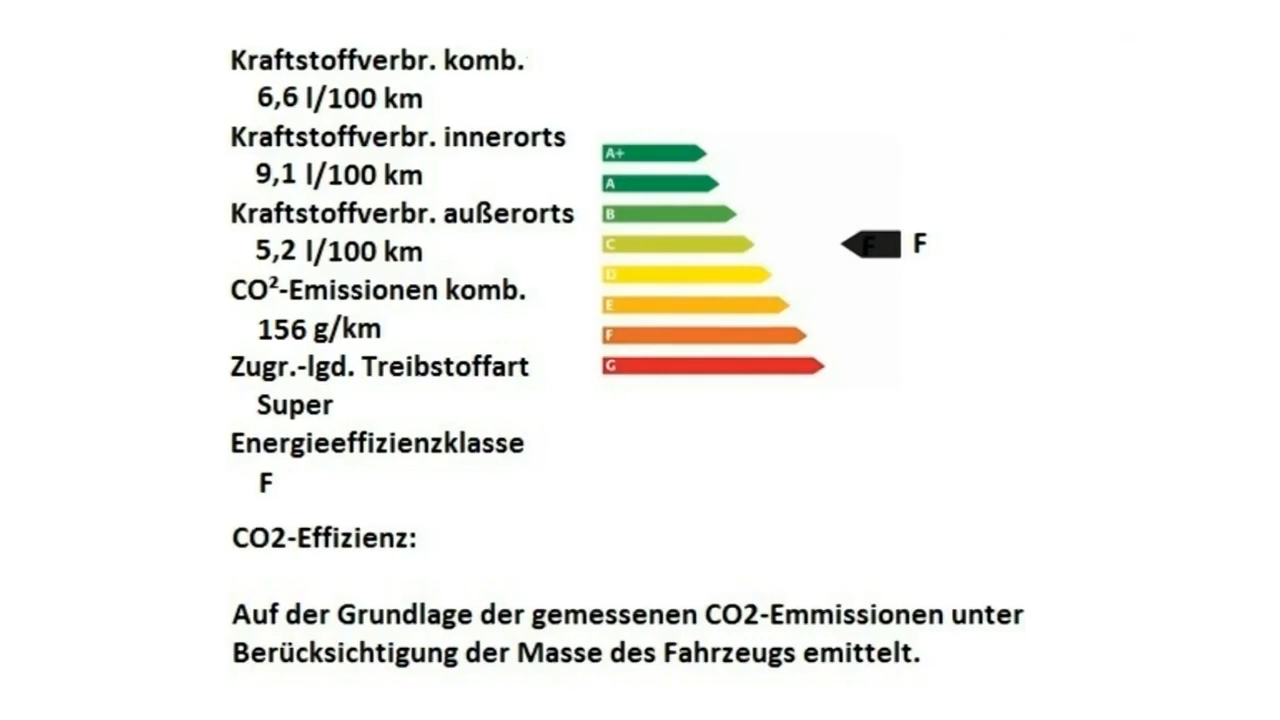 Kraftstoffverbr. komb.
6,6 l/100 km
Kraftstoffverbr. innerorts
9,1 l/100 km
Kraftstoffverbr. außerorts
5,2 l/100 km
CO²-Emissionen komb.
156 g/km
Zugr.-lgd. Treibstoffart
Super
Energieeffizienzklasse
F
A+
A
B
C
D
E
F
G
F F
CO2-Effizienz:
Auf der Grundlage der gemessenen CO2-Emmissionen unter
Berücksichtigung der Masse des Fahrzeugs emittelt.